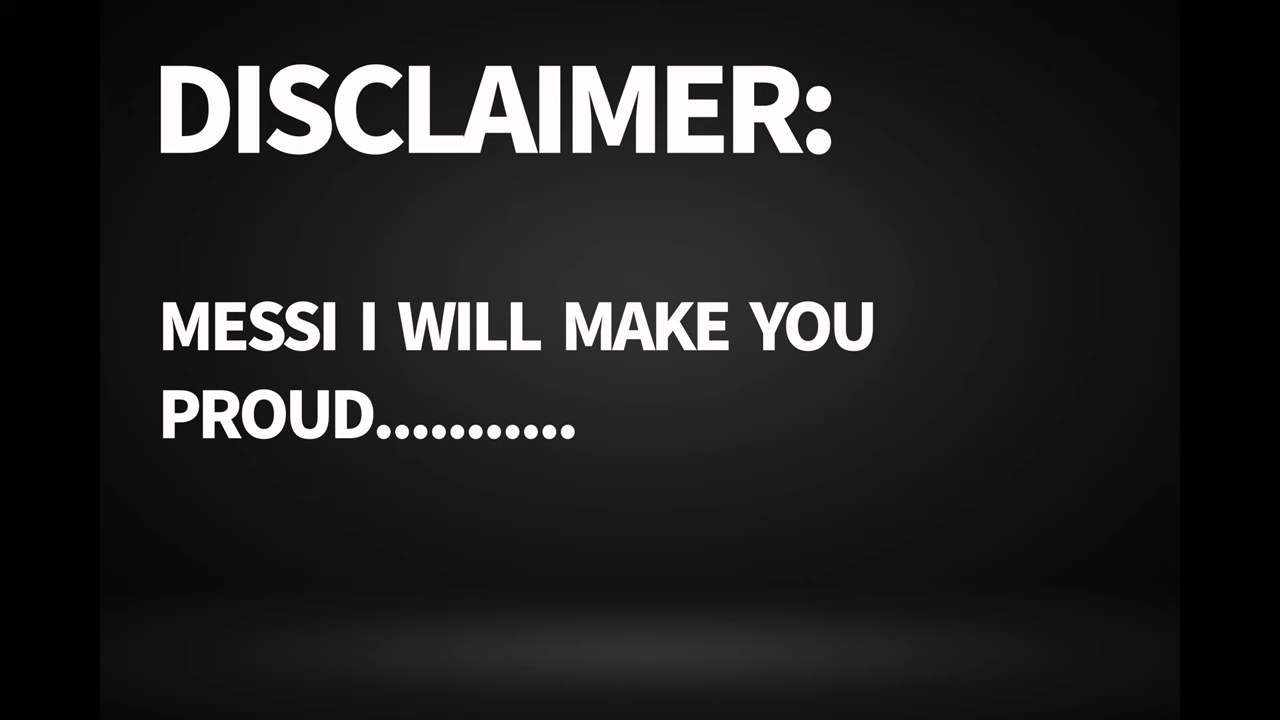 DISCLAIMER:
MESSI I WILL MAKE YOU
PROUD...........